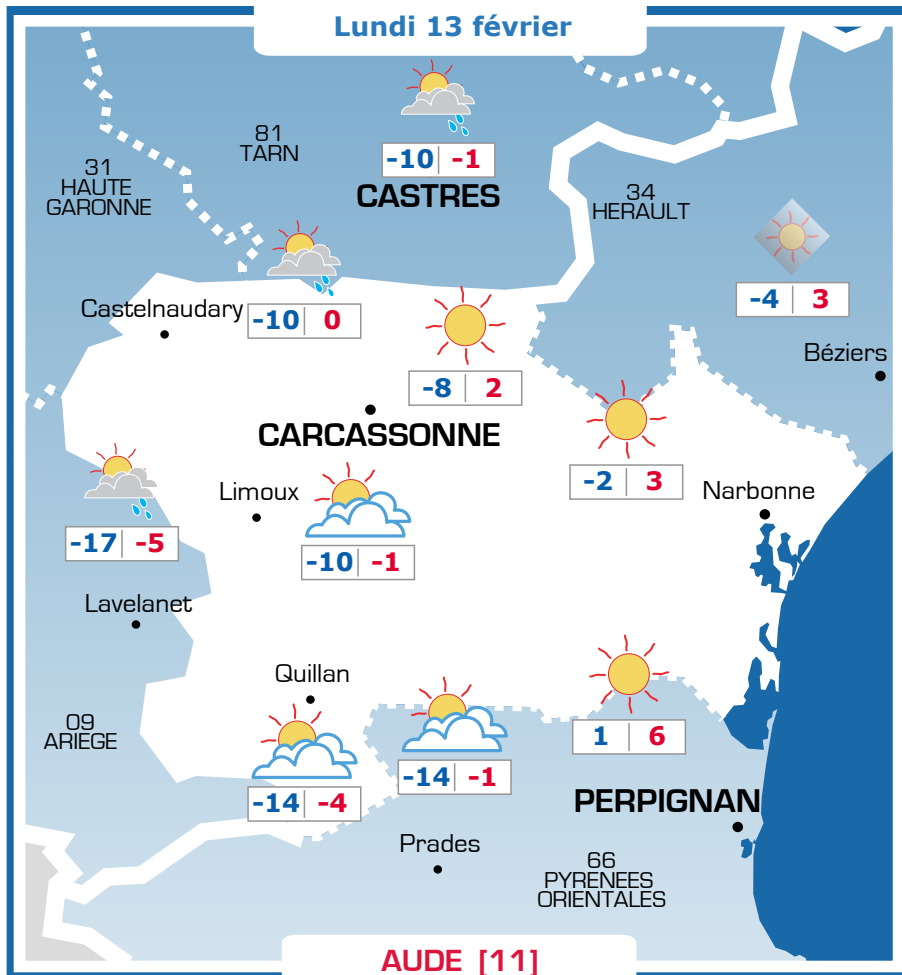 Lundi 13 février
81
TARN
-10 -1
CASTRES
31
HAUTE
GARONNE
34
HERAULT
-4 3
Castelnaudary
-10 0
Béziers
-8 2
CARCASSONNE
-2 3
Limoux
Narbonne
-17 -5
-10 -1
Lavelanet
Quillan
09
ARIEGE
1 6
-14 -1
-14 -4
PERPIGNAN
Prades
66
PYRENEES
ORIENTALES
AUDE [11]